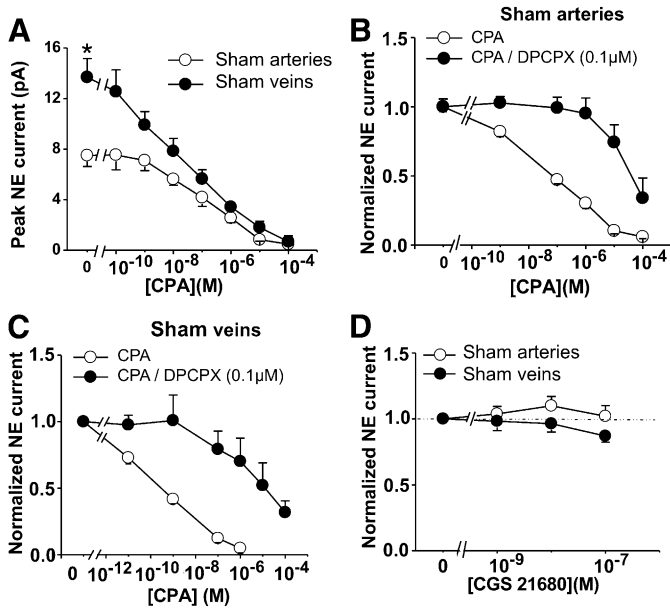 A
*
Peak NE current (pA)
16
12
8
4
0
Sham arteries
Sham veins
0 10⁻¹⁰ 10⁻⁸ 10⁻⁶ 10⁻⁴
[CPA](M)
B
Sham arteries
CPA
CPA / DPCPX (0.1µM)
Normalized NE current
1.5
1.0
0.5
0.0
0 10⁻¹⁰ 10⁻⁸ 10⁻⁶ 10⁻⁴
[CPA](M)
C
Sham veins
CPA
CPA / DPCPX (0.1µM)
Normalized NE current
1.5
1.0
0.5
0.0
0 10⁻¹² 10⁻¹⁰ 10⁻⁸ 10⁻⁶ 10⁻⁴
[CPA] (M)
D
Sham arteries
Sham veins
Normalized NE current
1.5
1.0
0.5
0.0
0 10⁻⁹ 10⁻⁷
[CGS 21680](M)